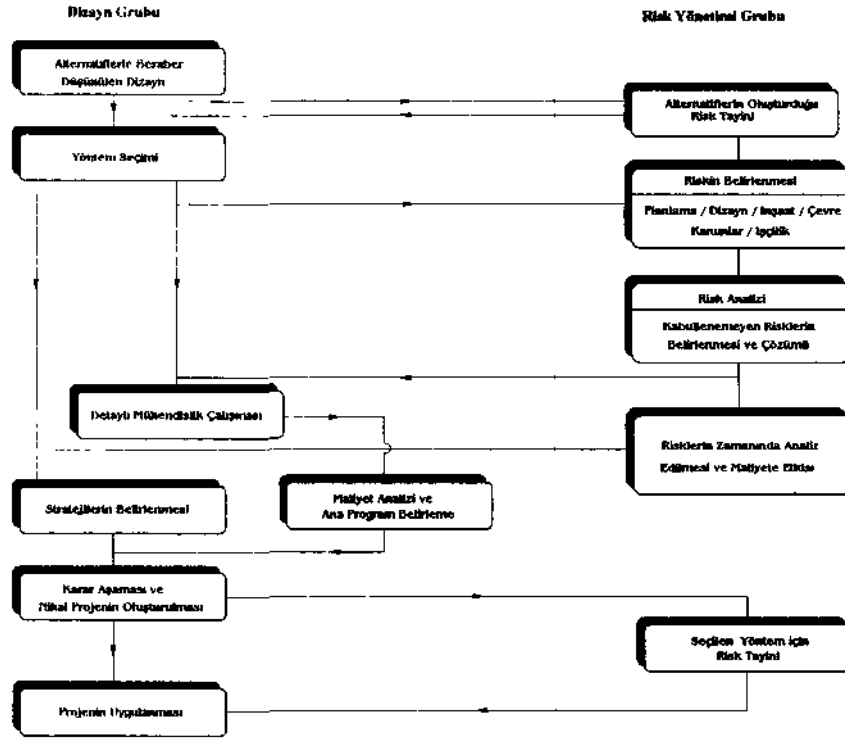 Dizayn Grubu
Risk Yönetimi Grubu
Alternatiflerle Beraber
Düşünülen Dizayn
Alternatiflerin Oluşturduğu
Risk Tayini
Yöntem Seçimi
Riskin Belirlenmesi
Planlama / Dizayn / İnşaat / Çevre
Kanunlar / İşçilik
Risk Analizi
Kabullenemeyen Risklerin
Belirlenmesi ve Çözümü
Detaylı Mühendislik Çalışması
Risklerin Zamanında Analiz
Edilmesi ve Maliyete Etkisi
Maliyet Analizi ve
Ana Program Belirleme
Stratejilerin Belirlenmesi
Karar Aşaması ve
Nihai Projenin Oluşturulması
Seçilen Yöntem için
Risk Tayini
Projenin Uygulanması